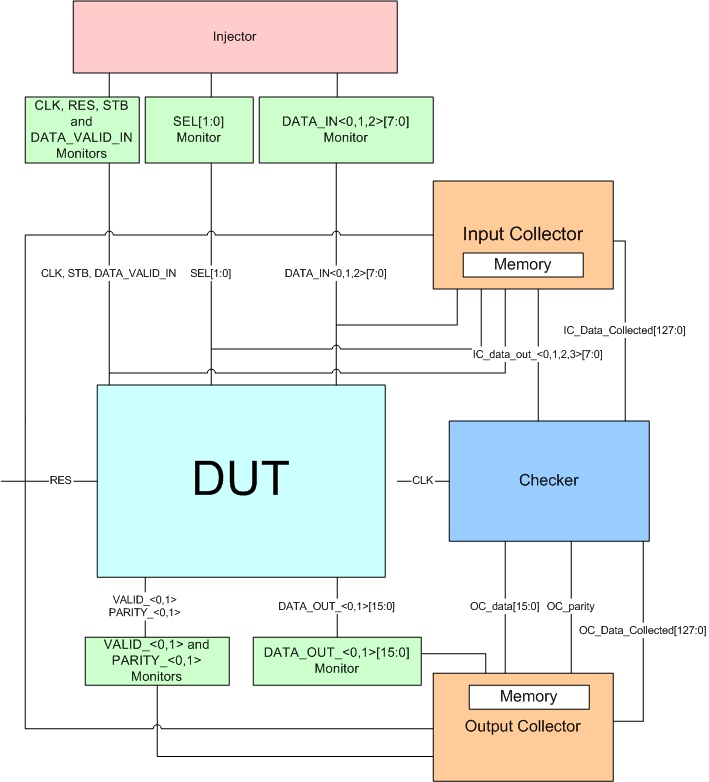 Injector
CLK, RES, STB
and
DATA_VALID_IN
Monitors
SEL[1:0]
Monitor
DATA_IN<0,1,2>[7:0]
Monitor
Input Collector
Memory
CLK, STB, DATA_VALID_IN
SEL[1:0]
DATA_IN<0,1,2>[7:0]
IC_Data_Collected[127:0]
IC_data_out_<0,1,2,3>[7:0]
DUT
RES
CLK
Checker
VALID_<0,1>
PARITY_<0,1>
DATA_OUT_<0,1>[15:0]
OC_data[15:0]
OC_parity
OC_Data_Collected[127:0]
VALID_<0,1> and
PARITY_<0,1>
Monitors
DATA_OUT_<0,1>[15:0]
Monitor
Memory
Output Collector